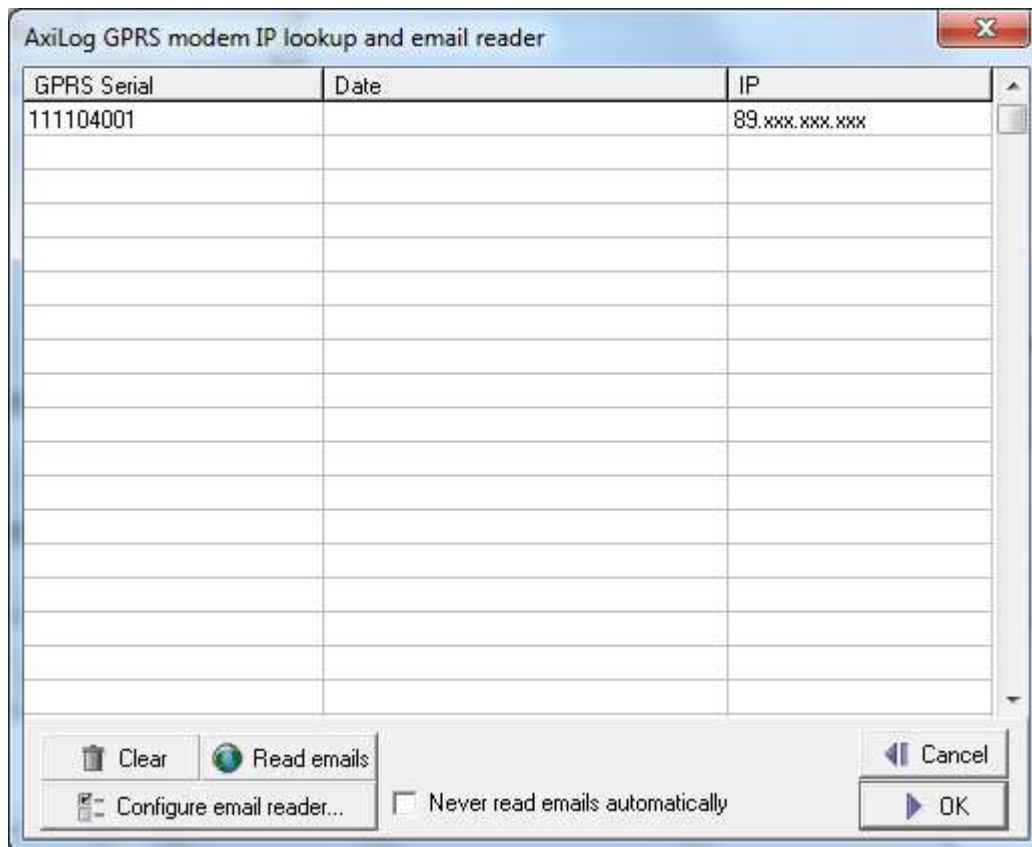 AxiLog GPRS modem IP lookup and email reader
GPRS Serial Date IP
111104001 89.xxx.xxx.xxx
Clear Read emails Cancel
Configure email reader... Never read emails automatically OK